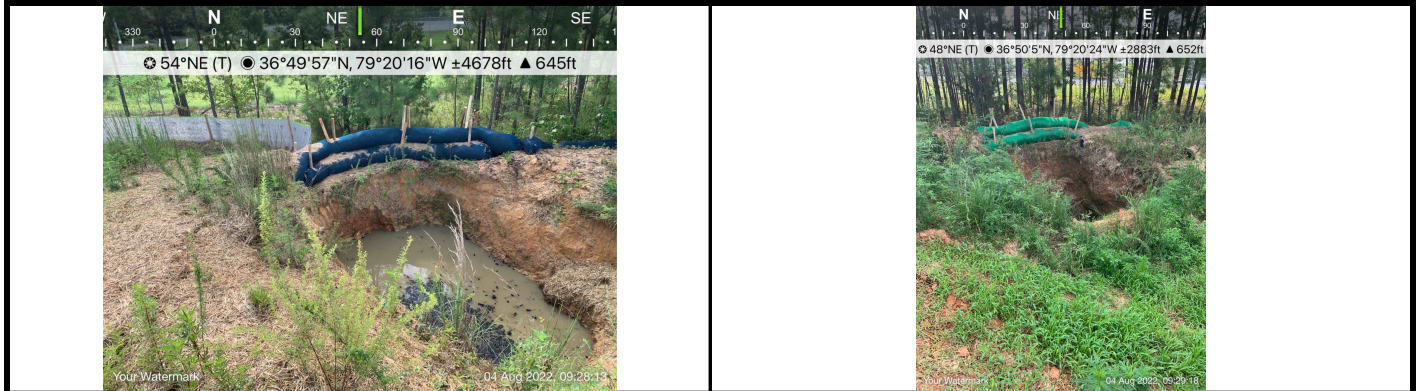 N NE E SE
330 0 30 60 90 120
54°NE (T) 36°49'57"N, 79°20'16"W ±4678ft ▲ 645ft
Your Watermark
04 Aug 2022, 09:28:13
N NE E
30 60 90
48°NE (T) 36°50'5"N, 79°20'24"W ±2883ft ▲ 652ft
Your Watermark
04 Aug 2022, 09:29:18